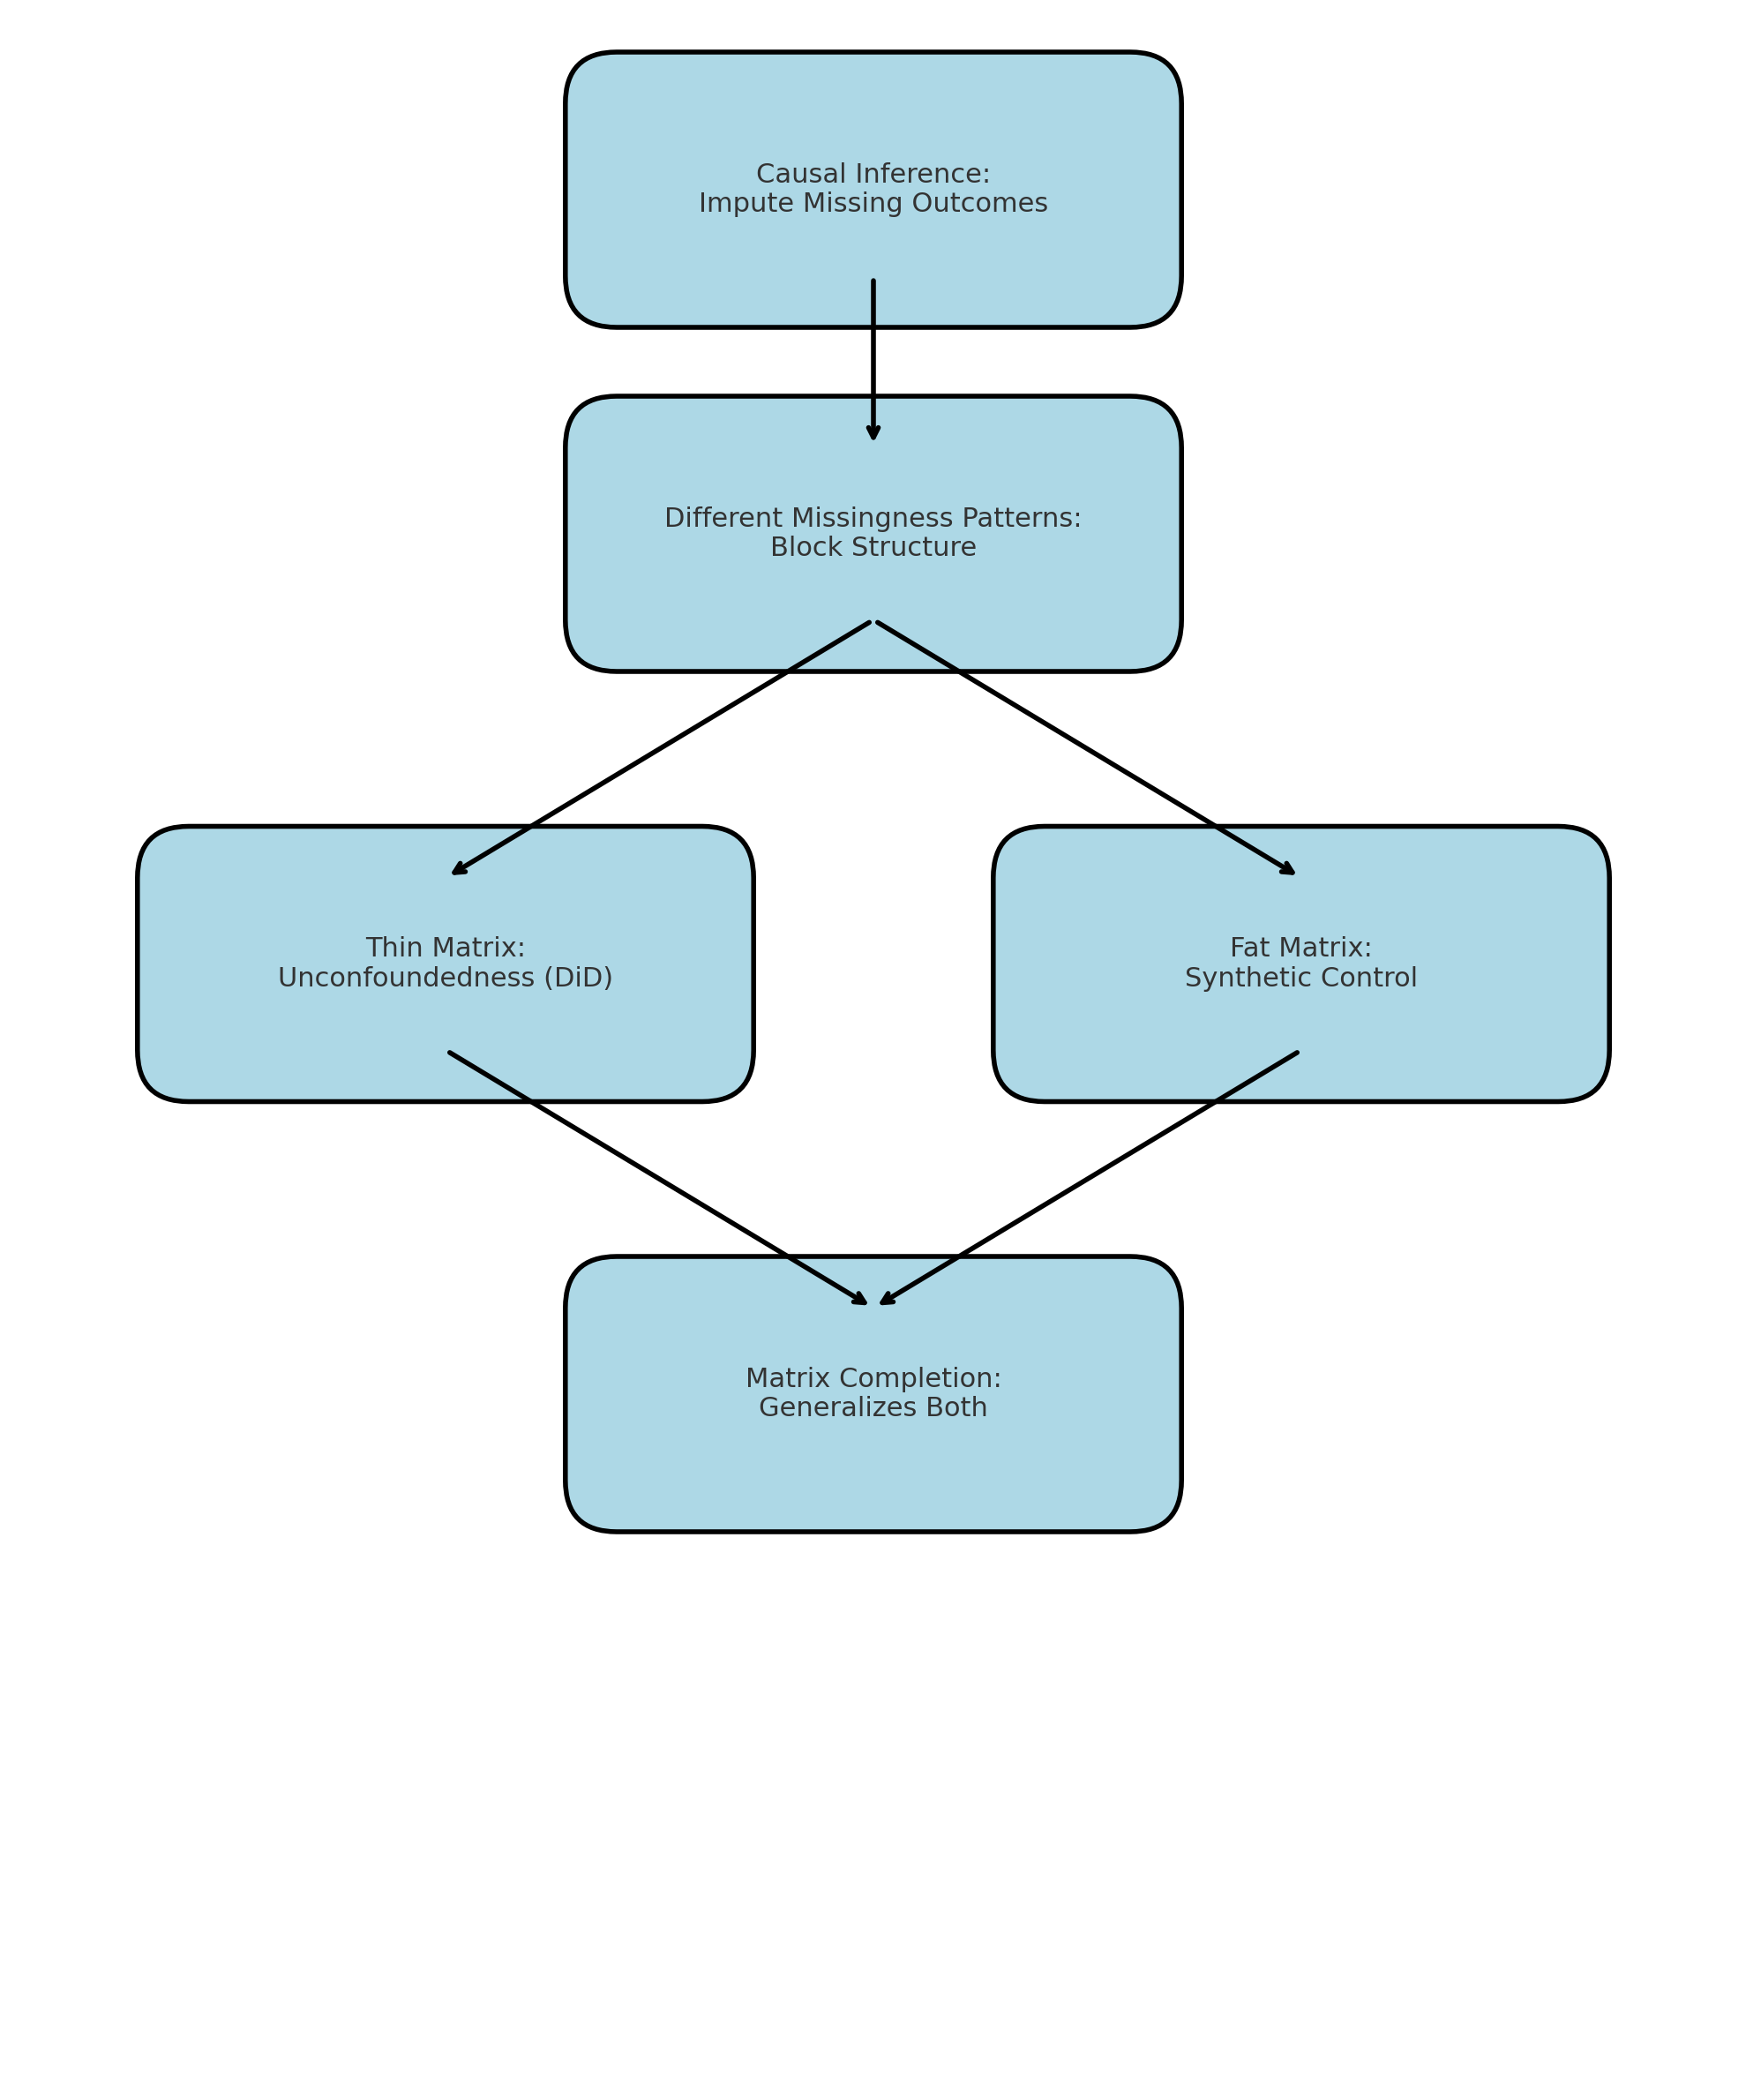 Causal Inference:
Impute Missing Outcomes
Different Missingness Patterns:
Block Structure
Thin Matrix:
Unconfoundedness (DiD)
Fat Matrix:
Synthetic Control
Matrix Completion:
Generalizes Both